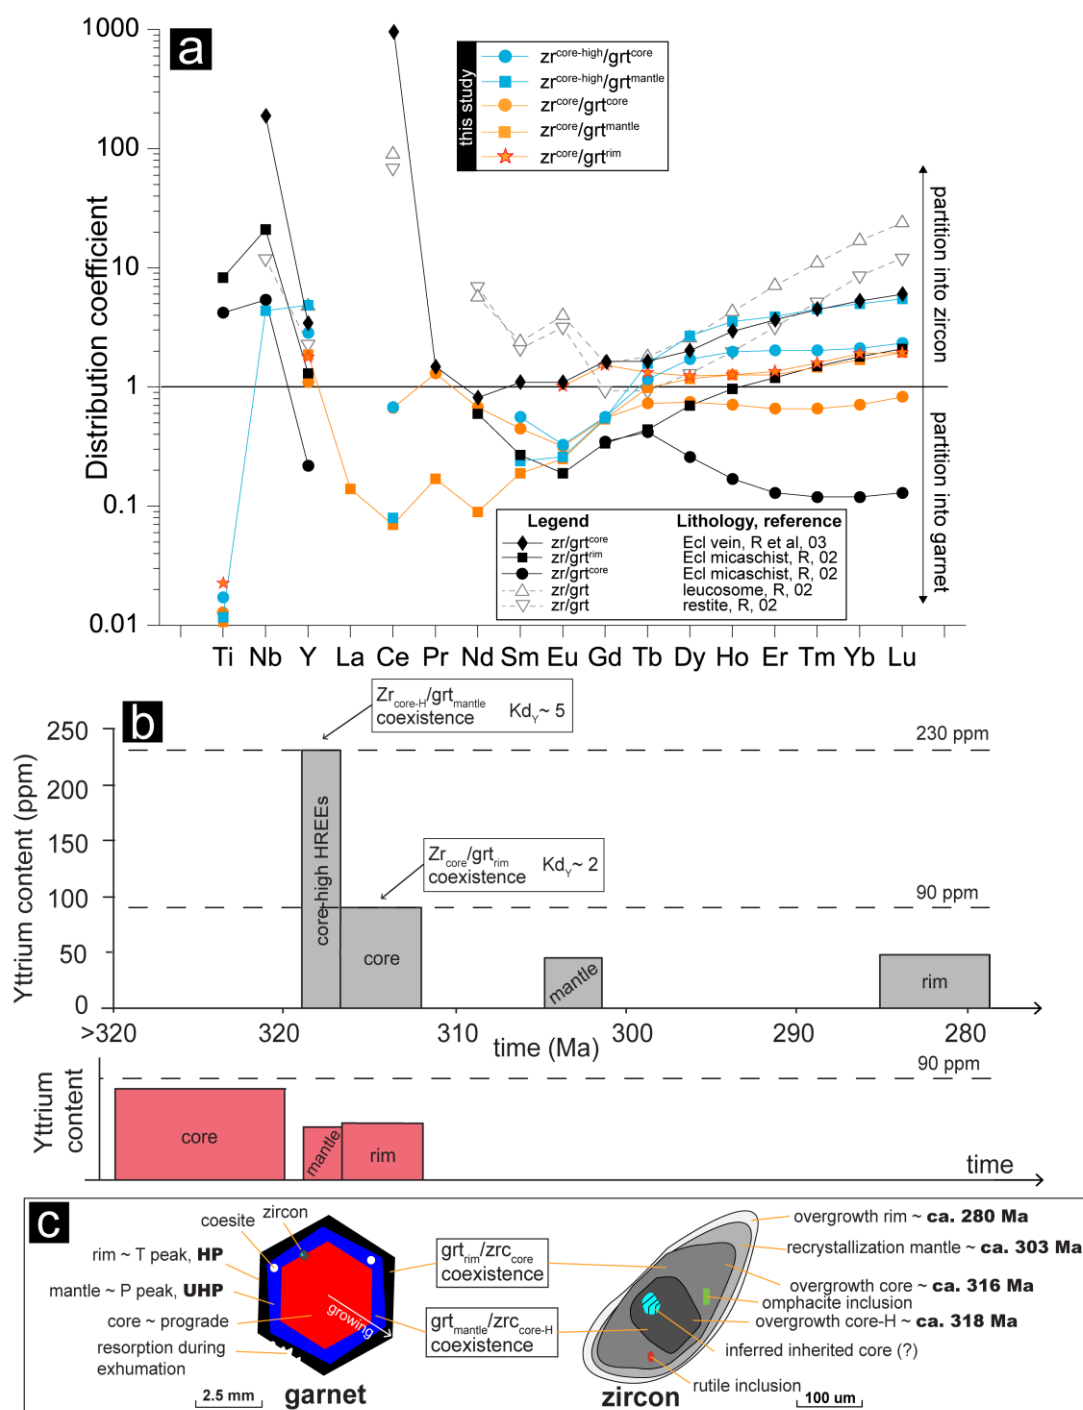 a
1000
100
10
1
0.1
0.01
Distribution coefficient
this study
zr^core-high/grt^core
zr^core-high/grt^mantle
zr^core/grt^core
zr^core/grt^mantle
zr^core/grt^rim
partition into zircon
partition into garnet
Legend Lithology, reference
zr/grt^core Ecl vein, R et al, 03
zr/grt^rim Ecl micaschist, R, 02
zr/grt^core Ecl micaschist, R, 02
zr/grt leucosome, R, 02
zr/grt restite, R, 02
Ti Nb Y La Ce Pr Nd Sm Eu Gd Tb Dy Ho Er Tm Yb Lu
b
Zr_core-H/grt_mantle
coexistence Kd_Y~ 5
250
200
150
100
50
0
Yttrium content (ppm)
230 ppm
Zr_core/grt_rim
coexistence Kd_Y~ 2
90 ppm
core-high HREEs
core
mantle
rim
>320 320 310 300 290 280
time (Ma)
90 ppm
Yttrium
content
core
mantle
rim
time
c
zircon
coesite
rim ~ T peak, HP
mantle ~ P peak, UHP
core ~ prograde
resorption during
exhumation
growing
2.5 mm
garnet
grt_rim/zrc_core
coexistence
grt_mantle/zrc_core-H
coexistence
overgrowth rim ~ ca. 280 Ma
recrystallization mantle ~ ca. 303 Ma
overgrowth core ~ ca. 316 Ma
omphacite inclusion
overgrowth core-H ~ ca. 318 Ma
inferred inherited core (?)
rutile inclusion
zircon
100 um